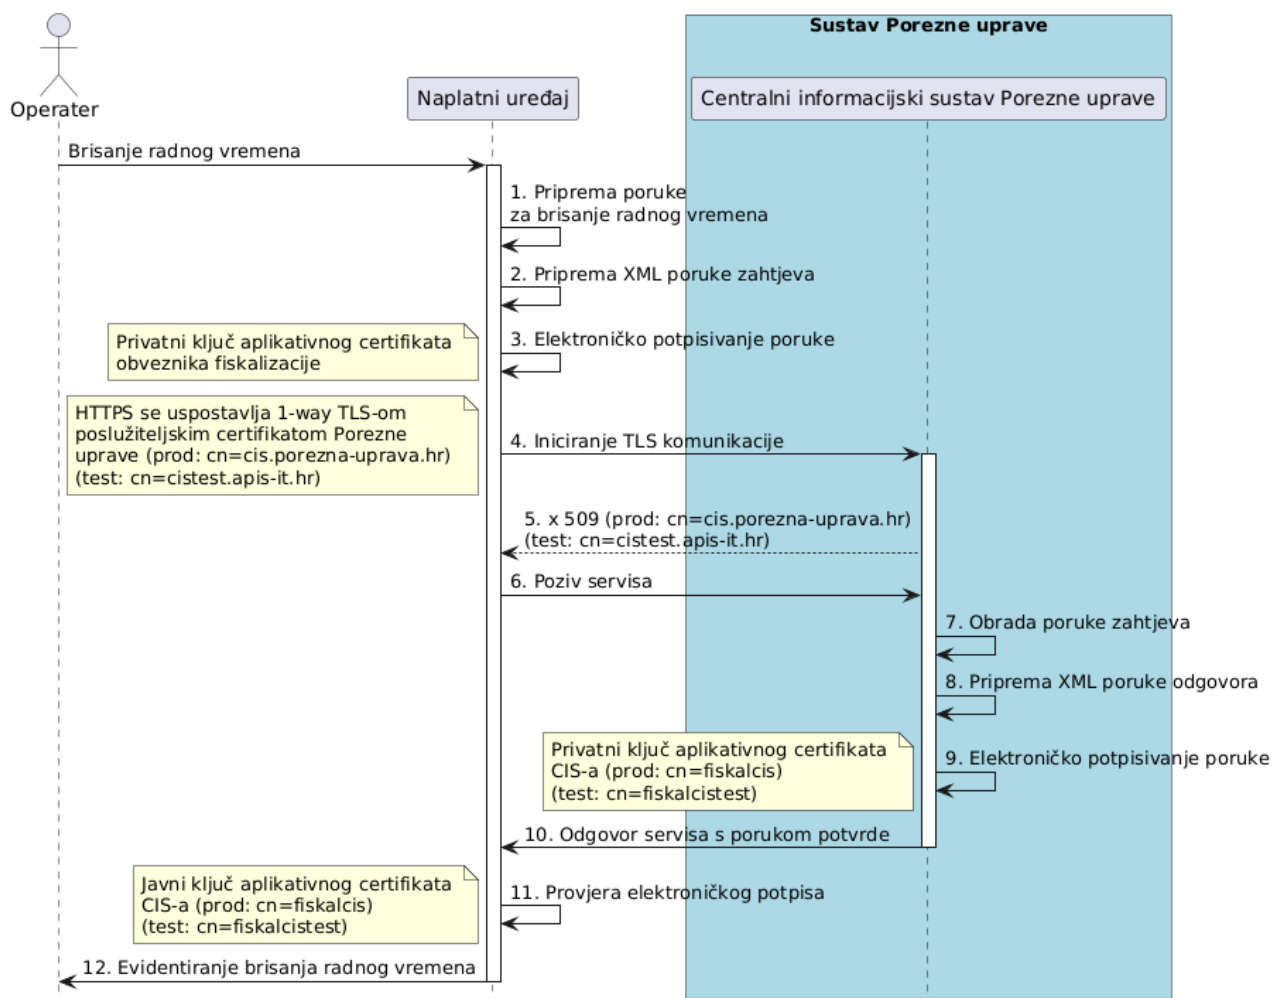 Sustav Porezne uprave
Operater
Naplatni uređaj
Centralni informacijski sustav Porezne uprave
Brisanje radnog vremena
1. Priprema poruke
za brisanje radnog vremena
2. Priprema XML poruke zahtjeva
Privatni ključ aplikativnog certifikata
obveznika fiskalizacije
3. Elektroničko potpisivanje poruke
HTTPS se uspostavlja 1-way TLS-om
poslužiteljskim certifikatom Porezne
uprave (prod: cn=cis.porezna-uprava.hr)
(test: cn=cistest.apis-it.hr)
4. Iniciranje TLS komunikacije
5. x 509 (prod: cn=cis.porezna-uprava.hr)
(test: cn=cistest.apis-it.hr)
6. Poziv servisa
7. Obrada poruke zahtjeva
8. Priprema XML poruke odgovora
Privatni ključ aplikativnog certifikata
CIS-a (prod: cn=fiskalcis)
(test: cn=fiskalcistest)
9. Elektroničko potpisivanje poruke
10. Odgovor servisa s porukom potvrde
Javni ključ aplikativnog certifikata
CIS-a (prod: cn=fiskalcis)
(test: cn=fiskalcistest)
11. Provjera elektroničkog potpisa
12. Evidentiranje brisanja radnog vremena